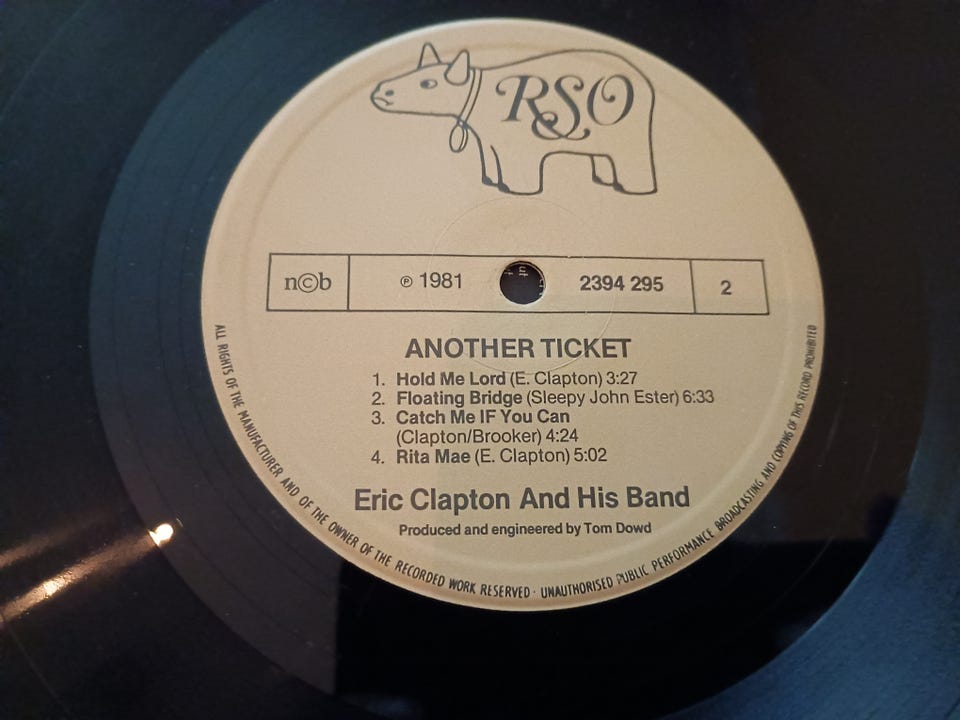 RSO
n©b ℗ 1981 2394 295 2
ANOTHER TICKET
1. Hold Me Lord (E. Clapton) 3:27
2. Floating Bridge (Sleepy John Ester) 6:33
3. Catch Me IF You Can
(Clapton/Brooker) 4:24
4. Rita Mae (E. Clapton) 5:02
Eric Clapton And His Band
Produced and engineered by Tom Dowd
ALL RIGHTS OF THE MANUFACTURER AND OF THE OWNER OF THE RECORDED WORK RESERVED · UNAUTHORISED PUBLIC PERFORMANCE BROADCASTING AND COPYING OF THIS RECORD PROHIBITED